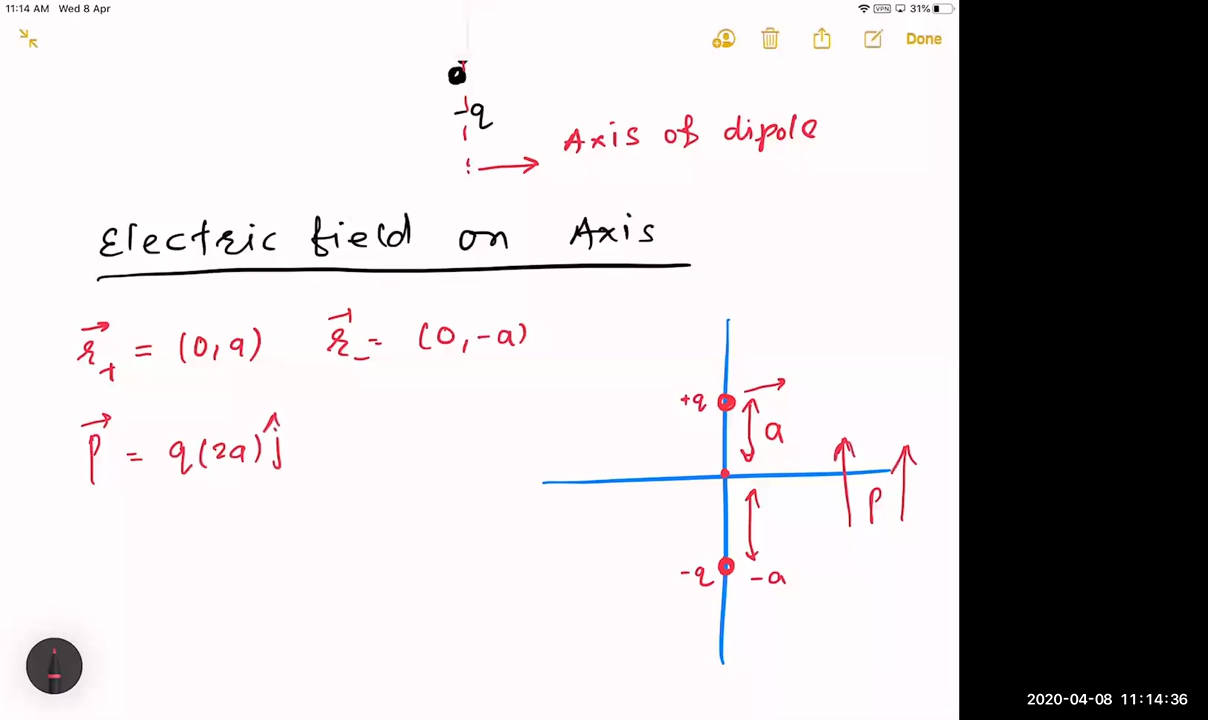 11:14 AM Wed 8 Apr VPN 31%
Done
-q
Axis of dipole
Electric field on Axis
r⃗₊ = (0, a) r⃗₋ = (0, -a)
+q
a
p⃗ = q(2a) ĵ
p
-q -a
2020-04-08 11:14:36